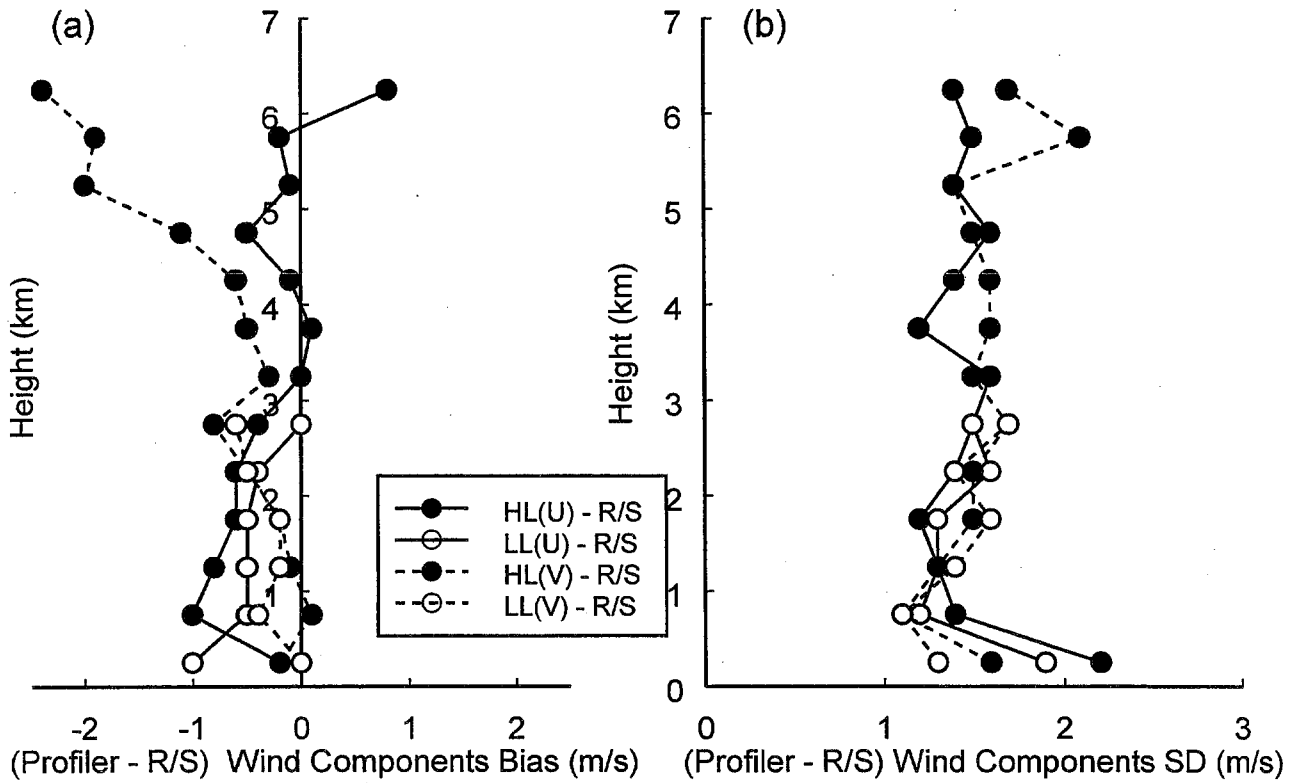 (a)
7
6
5
4
3
2
1
Height (km)
-2 -1 0 1 2
(Profiler - R/S) Wind Components Bias (m/s)
HL(U) - R/S
LL(U) - R/S
HL(V) - R/S
LL(V) - R/S
(b)
7
6
5
4
3
2
1
0
Height (km)
0 1 2 3
(Profiler - R/S) Wind Components SD (m/s)